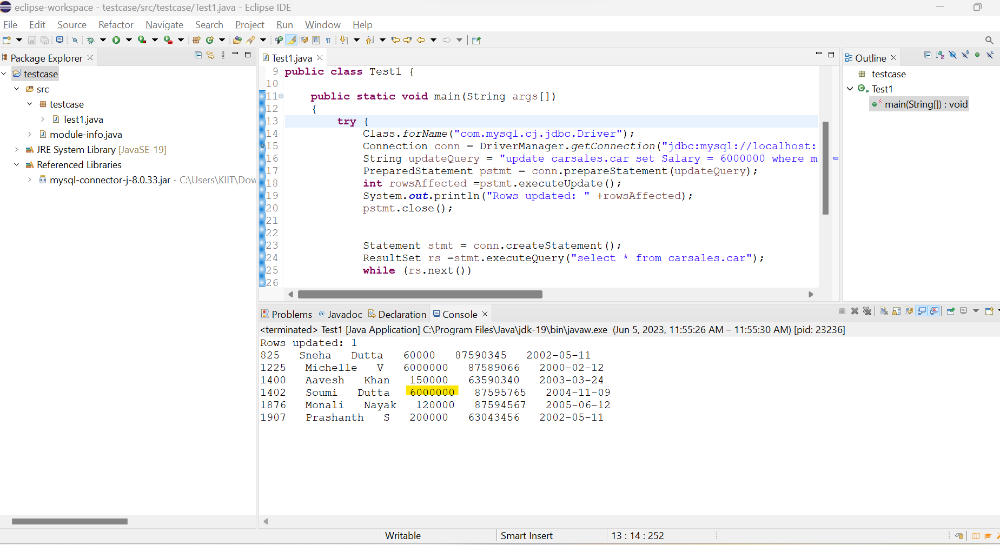 eclipse-workspace - testcase/src/testcase/Test1.java - Eclipse IDE
File Edit Source Refactor Navigate Search Project Run Window Help
Package Explorer
testcase
src
testcase
Test1.java
module-info.java
JRE System Library [JavaSE-19]
Referenced Libraries
mysql-connector-j-8.0.33.jar - C:\Users\KIIT\Dow
Test1.java
9 public class Test1 {
10
11 public static void main(String args[])
12 {
13 try {
14 Class.forName("com.mysql.cj.jdbc.Driver");
15 Connection conn = DriverManager.getConnection("jdbc:mysql://localhost:
16 String updateQuery = "update carsales.car set Salary = 6000000 where m
17 PreparedStatement pstmt = conn.prepareStatement(updateQuery);
18 int rowsAffected =pstmt.executeUpdate();
19 System.out.println("Rows updated: " +rowsAffected);
20 pstmt.close();
21
22
23 Statement stmt = conn.createStatement();
24 ResultSet rs =stmt.executeQuery("select * from carsales.car");
25 while (rs.next())
26
Outline
testcase
Test1
main(String[]) : void
Problems Javadoc Declaration Console
<terminated> Test1 [Java Application] C:\Program Files\Java\jdk-19\bin\javaw.exe (Jun 5, 2023, 11:55:26 AM – 11:55:30 AM) [pid: 23236]
Rows updated: 1
825 Sneha Dutta 60000 87590345 2002-05-11
1225 Michelle V 6000000 87589066 2000-02-12
1400 Aavesh Khan 150000 63590340 2003-03-24
1402 Soumi Dutta 6000000 87595765 2004-11-09
1876 Monali Nayak 120000 87594567 2005-06-12
1907 Prashanth S 200000 63043456 2002-05-11
Writable Smart Insert 13 : 14 : 252